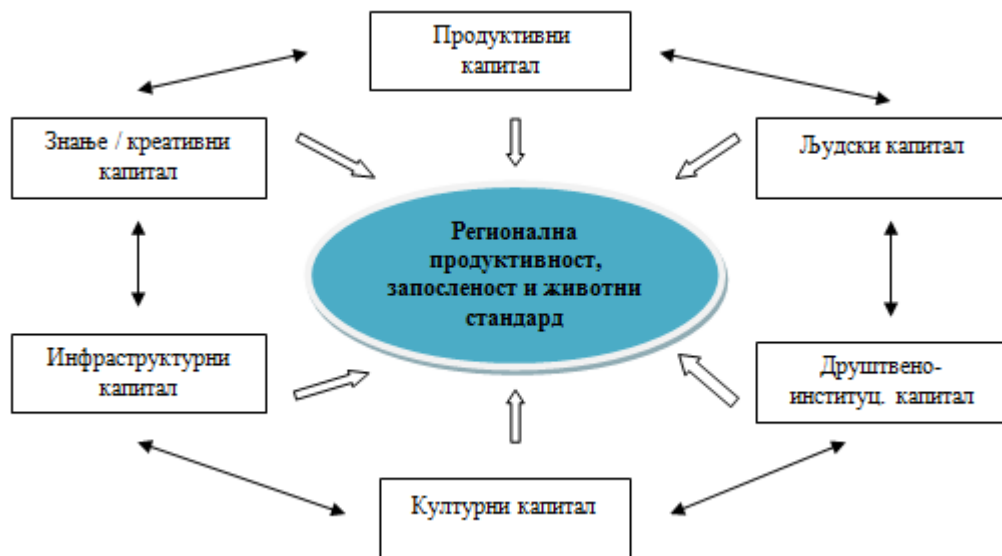 Продуктивни
капитал
Знање / креативни
капитал
Људски капитал
Регионална
продуктивност,
запосленост и животни
стандард
Инфраструктурни
капитал
Друштвено-
институц. капитал
Културни капитал